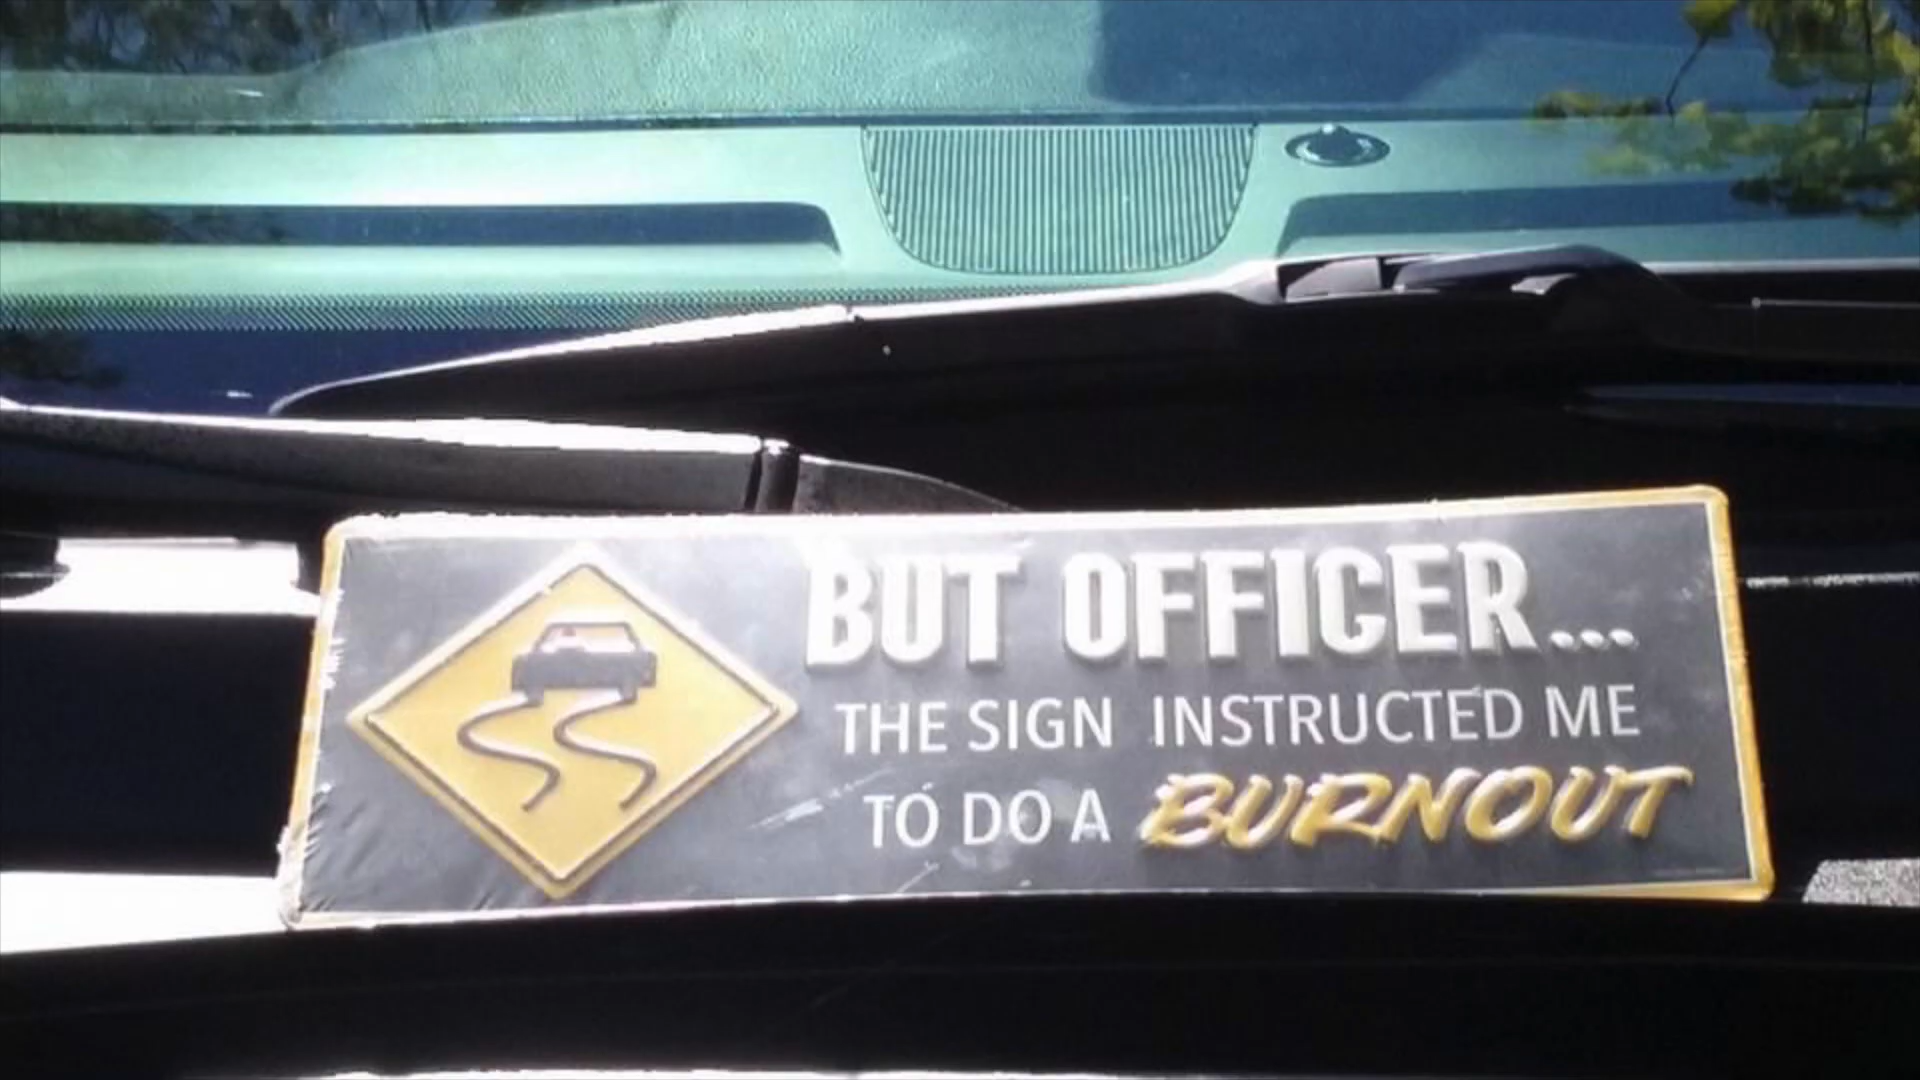 BUT OFFICER...
THE SIGN INSTRUCTED ME
TO DO A BURNOUT